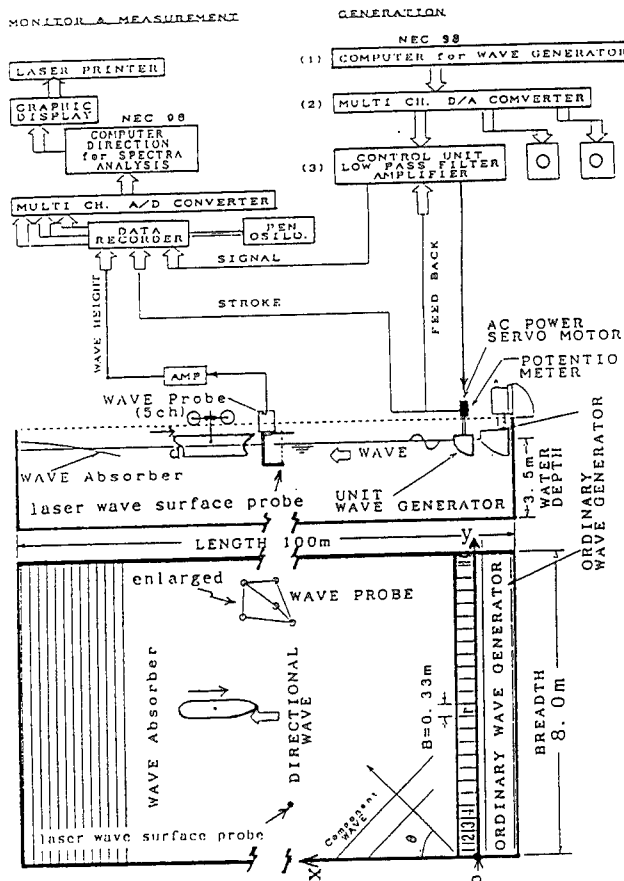 MONITOR & MEASUREMENT
GENERATION
NEC 98
(1) COMPUTER for WAVE GENERATOR
LASER PRINTER
GRAPHIC
DISPLAY
NEC 98
COMPUTER
DIRECTION
for SPECTRA
ANALYSIS
(2) MULTI CH. D/A COMVERTER
(3) CONTROL UNIT
LOW PASS FILTER
AMPLIFIER
MULTI CH. A/D CONVERTER
DATA
RECORDER
PEN
OSILO.
SIGNAL
STROKE
FEED BACK
WAVE HEIGHT
AC POWER
SERVO MOTOR
POTENTIO
METER
AMP
WAVE Probe
(5ch)
WAVE Absorber
WAVE
laser wave surface probe
UNIT
WAVE GENERATOR
3.5m
WATER
DEPTH
ORDINARY
WAVE GENERATOR
LENGTH 100m
y
enlarged
WAVE PROBE
WAVE Absorber
DIRECTIONAL
WAVE
B=0.33m
r
ORDINARY WAVE GENERATOR
BREADTH
8.0m
laser wave surface probe
Component
WAVE
θ
1 2 3 4
X